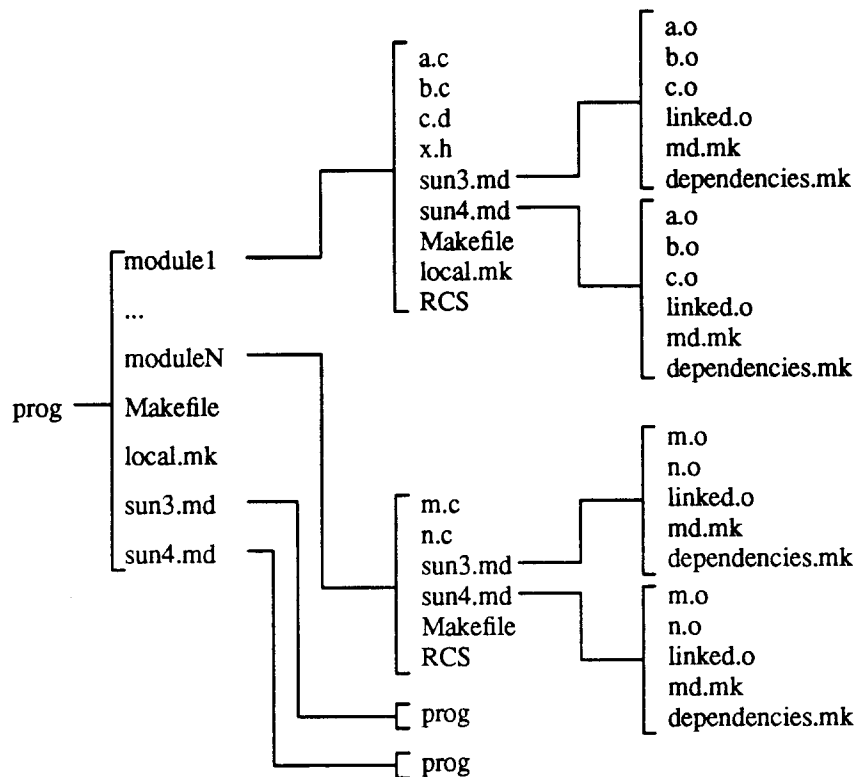 prog
module1
...
moduleN
Makefile
local.mk
sun3.md
sun4.md
a.c
b.c
c.d
x.h
sun3.md
sun4.md
Makefile
local.mk
RCS
a.o
b.o
c.o
linked.o
md.mk
dependencies.mk
a.o
b.o
c.o
linked.o
md.mk
dependencies.mk
m.c
n.c
sun3.md
sun4.md
Makefile
RCS
m.o
n.o
linked.o
md.mk
dependencies.mk
m.o
n.o
linked.o
md.mk
dependencies.mk
prog
prog